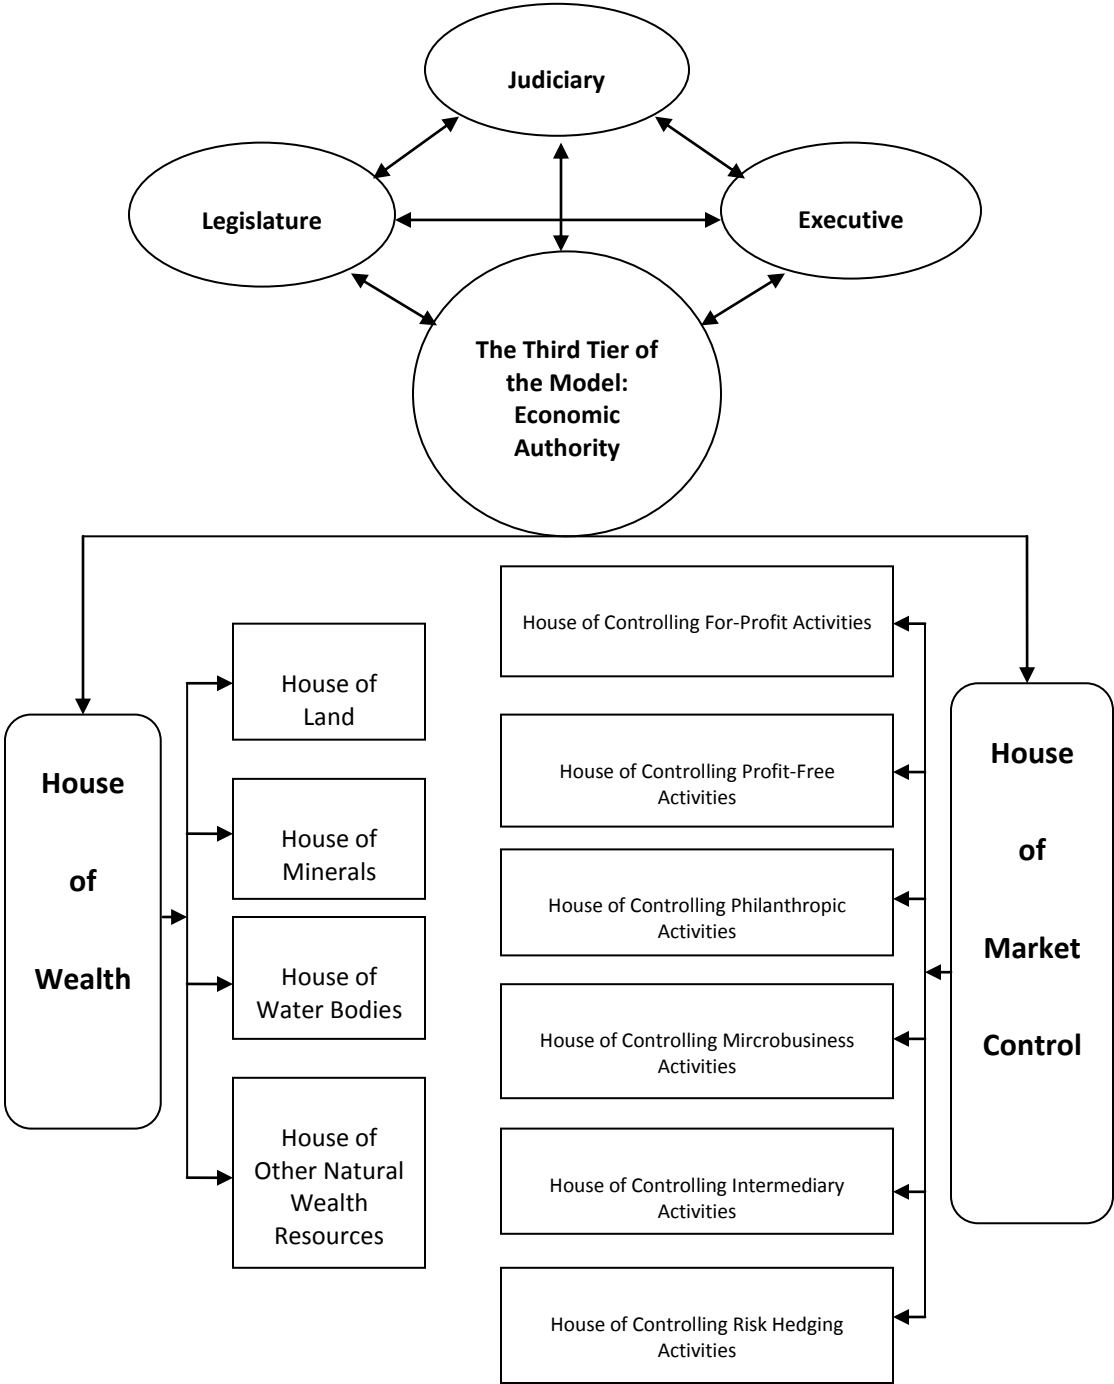 Judiciary
Legislature
Executive
The Third Tier of
the Model:
Economic
Authority
House
of
Wealth
House of
Land
House of
Minerals
House of
Water Bodies
House of
Other Natural
Wealth
Resources
House of Controlling For-Profit Activities
House of Controlling Profit-Free
Activities
House of Controlling Philanthropic
Activities
House of Controlling Mircrobusiness
Activities
House of Controlling Intermediary
Activities
House of Controlling Risk Hedging
Activities
House
of
Market
Control